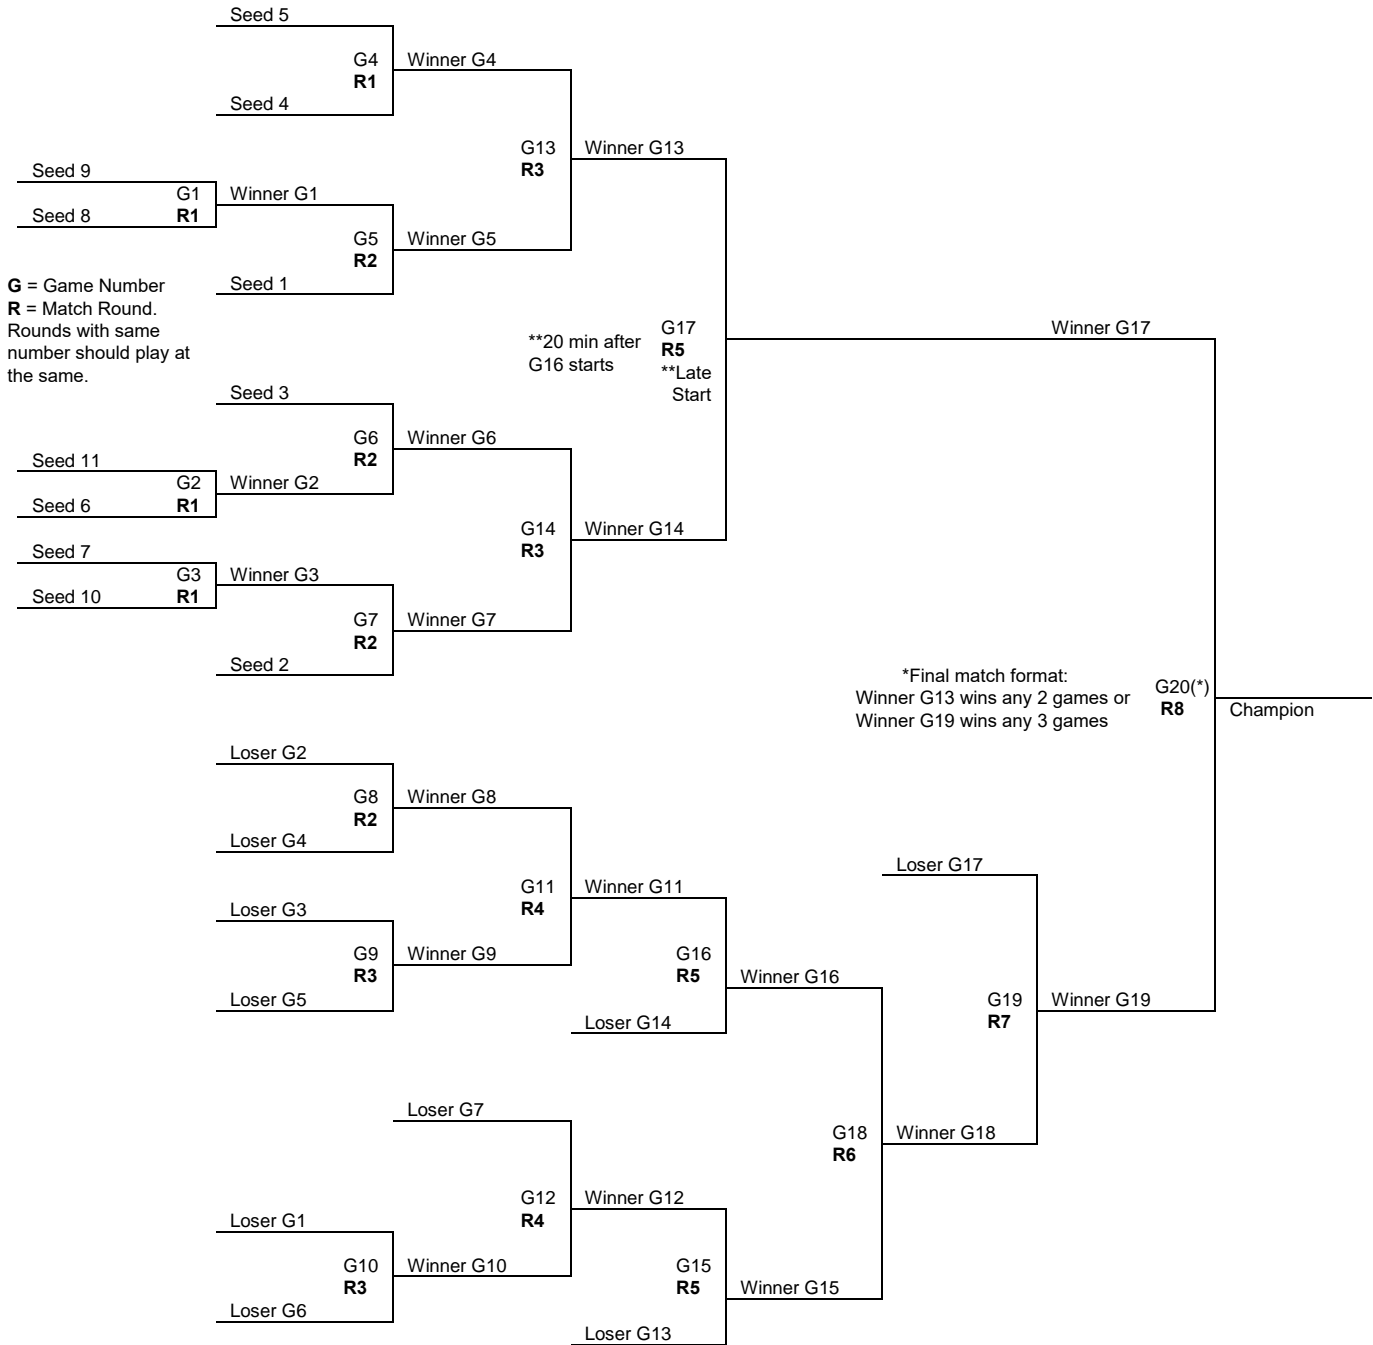 Seed 5
G4
R1
Winner G4
Seed 4
G13
R3
Winner G13
Seed 9
G1
R1
Winner G1
Seed 8
G5
R2
Winner G5
Seed 1
G = Game Number
R = Match Round.
Rounds with same
number should play at
the same.
**20 min after
G16 starts
G17
R5
**Late
Start
Winner G17
Seed 3
G6
R2
Winner G6
Seed 11
G2
R1
Winner G2
Seed 6
G14
R3
Winner G14
Seed 7
G3
R1
Winner G3
Seed 10
G7
R2
Winner G7
Seed 2
*Final match format:
Winner G13 wins any 2 games or
Winner G19 wins any 3 games
G20(*)
R8
Champion
Loser G2
G8
R2
Winner G8
Loser G4
G11
R4
Winner G11
Loser G17
Loser G3
G9
R3
Winner G9
Loser G5
G16
R5
Winner G16
Loser G14
G19
R7
Winner G19
Loser G7
G18
R6
Winner G18
G12
R4
Winner G12
Loser G1
G10
R3
Winner G10
Loser G6
G15
R5
Winner G15
Loser G13